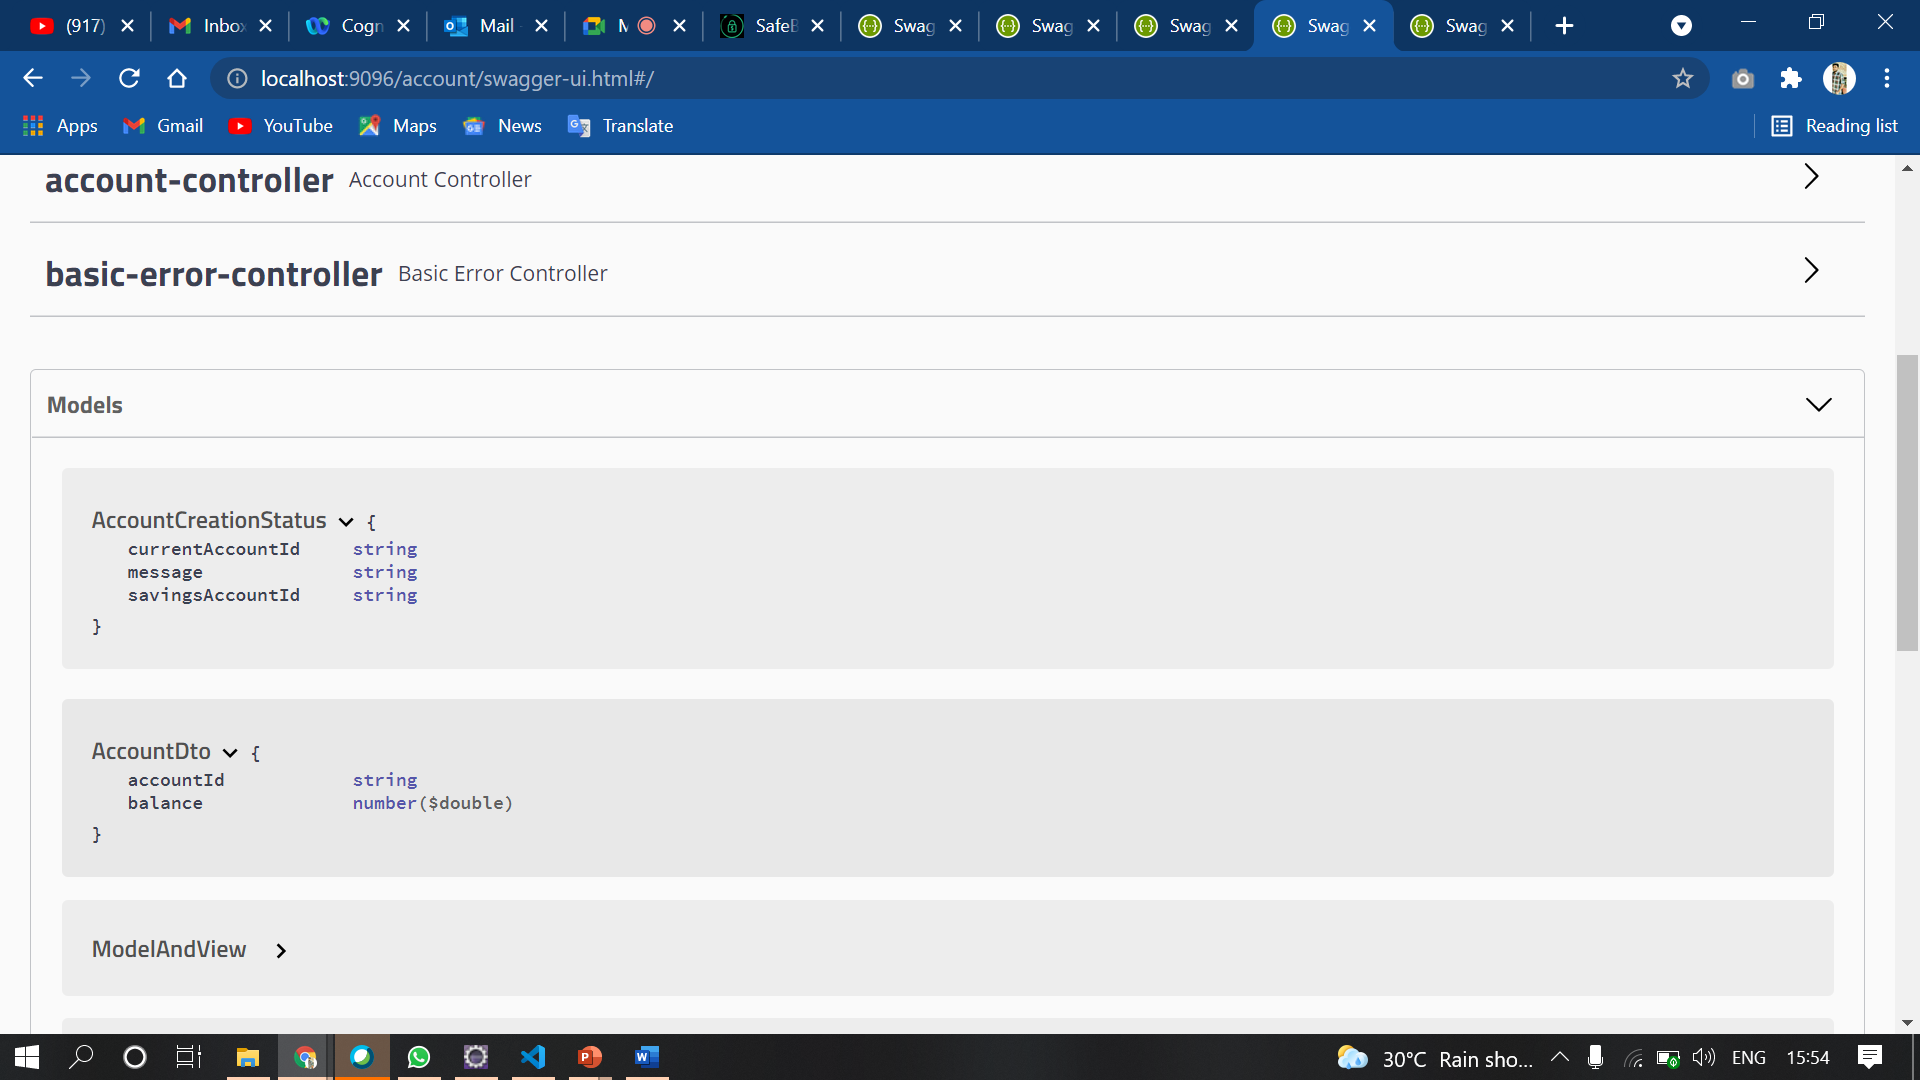 (917) Inbo Cogn Mail M SafeB Swag Swag Swag Swag Swag
localhost:9096/account/swagger-ui.html#/
Apps Gmail YouTube Maps News Translate Reading list
account-controller Account Controller
basic-error-controller Basic Error Controller
Models
AccountCreationStatus {
currentAccountId string
message string
savingsAccountId string
}
AccountDto {
accountId string
balance number($double)
}
ModelAndView
30°C Rain sho... ENG 15:54